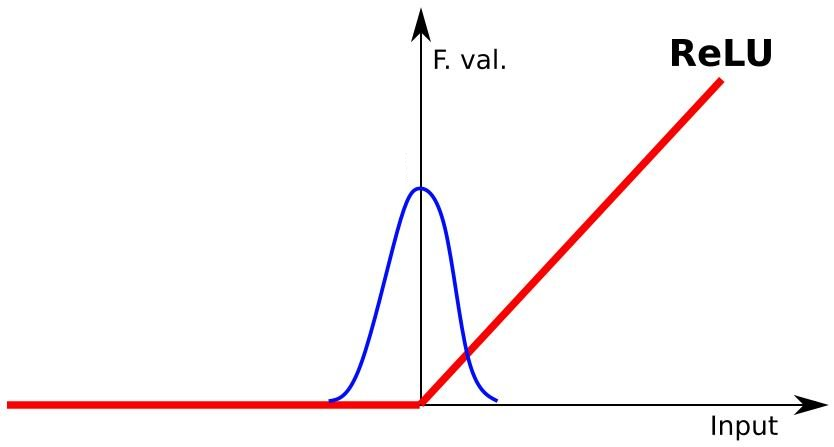 ReLU
F. val.
Input